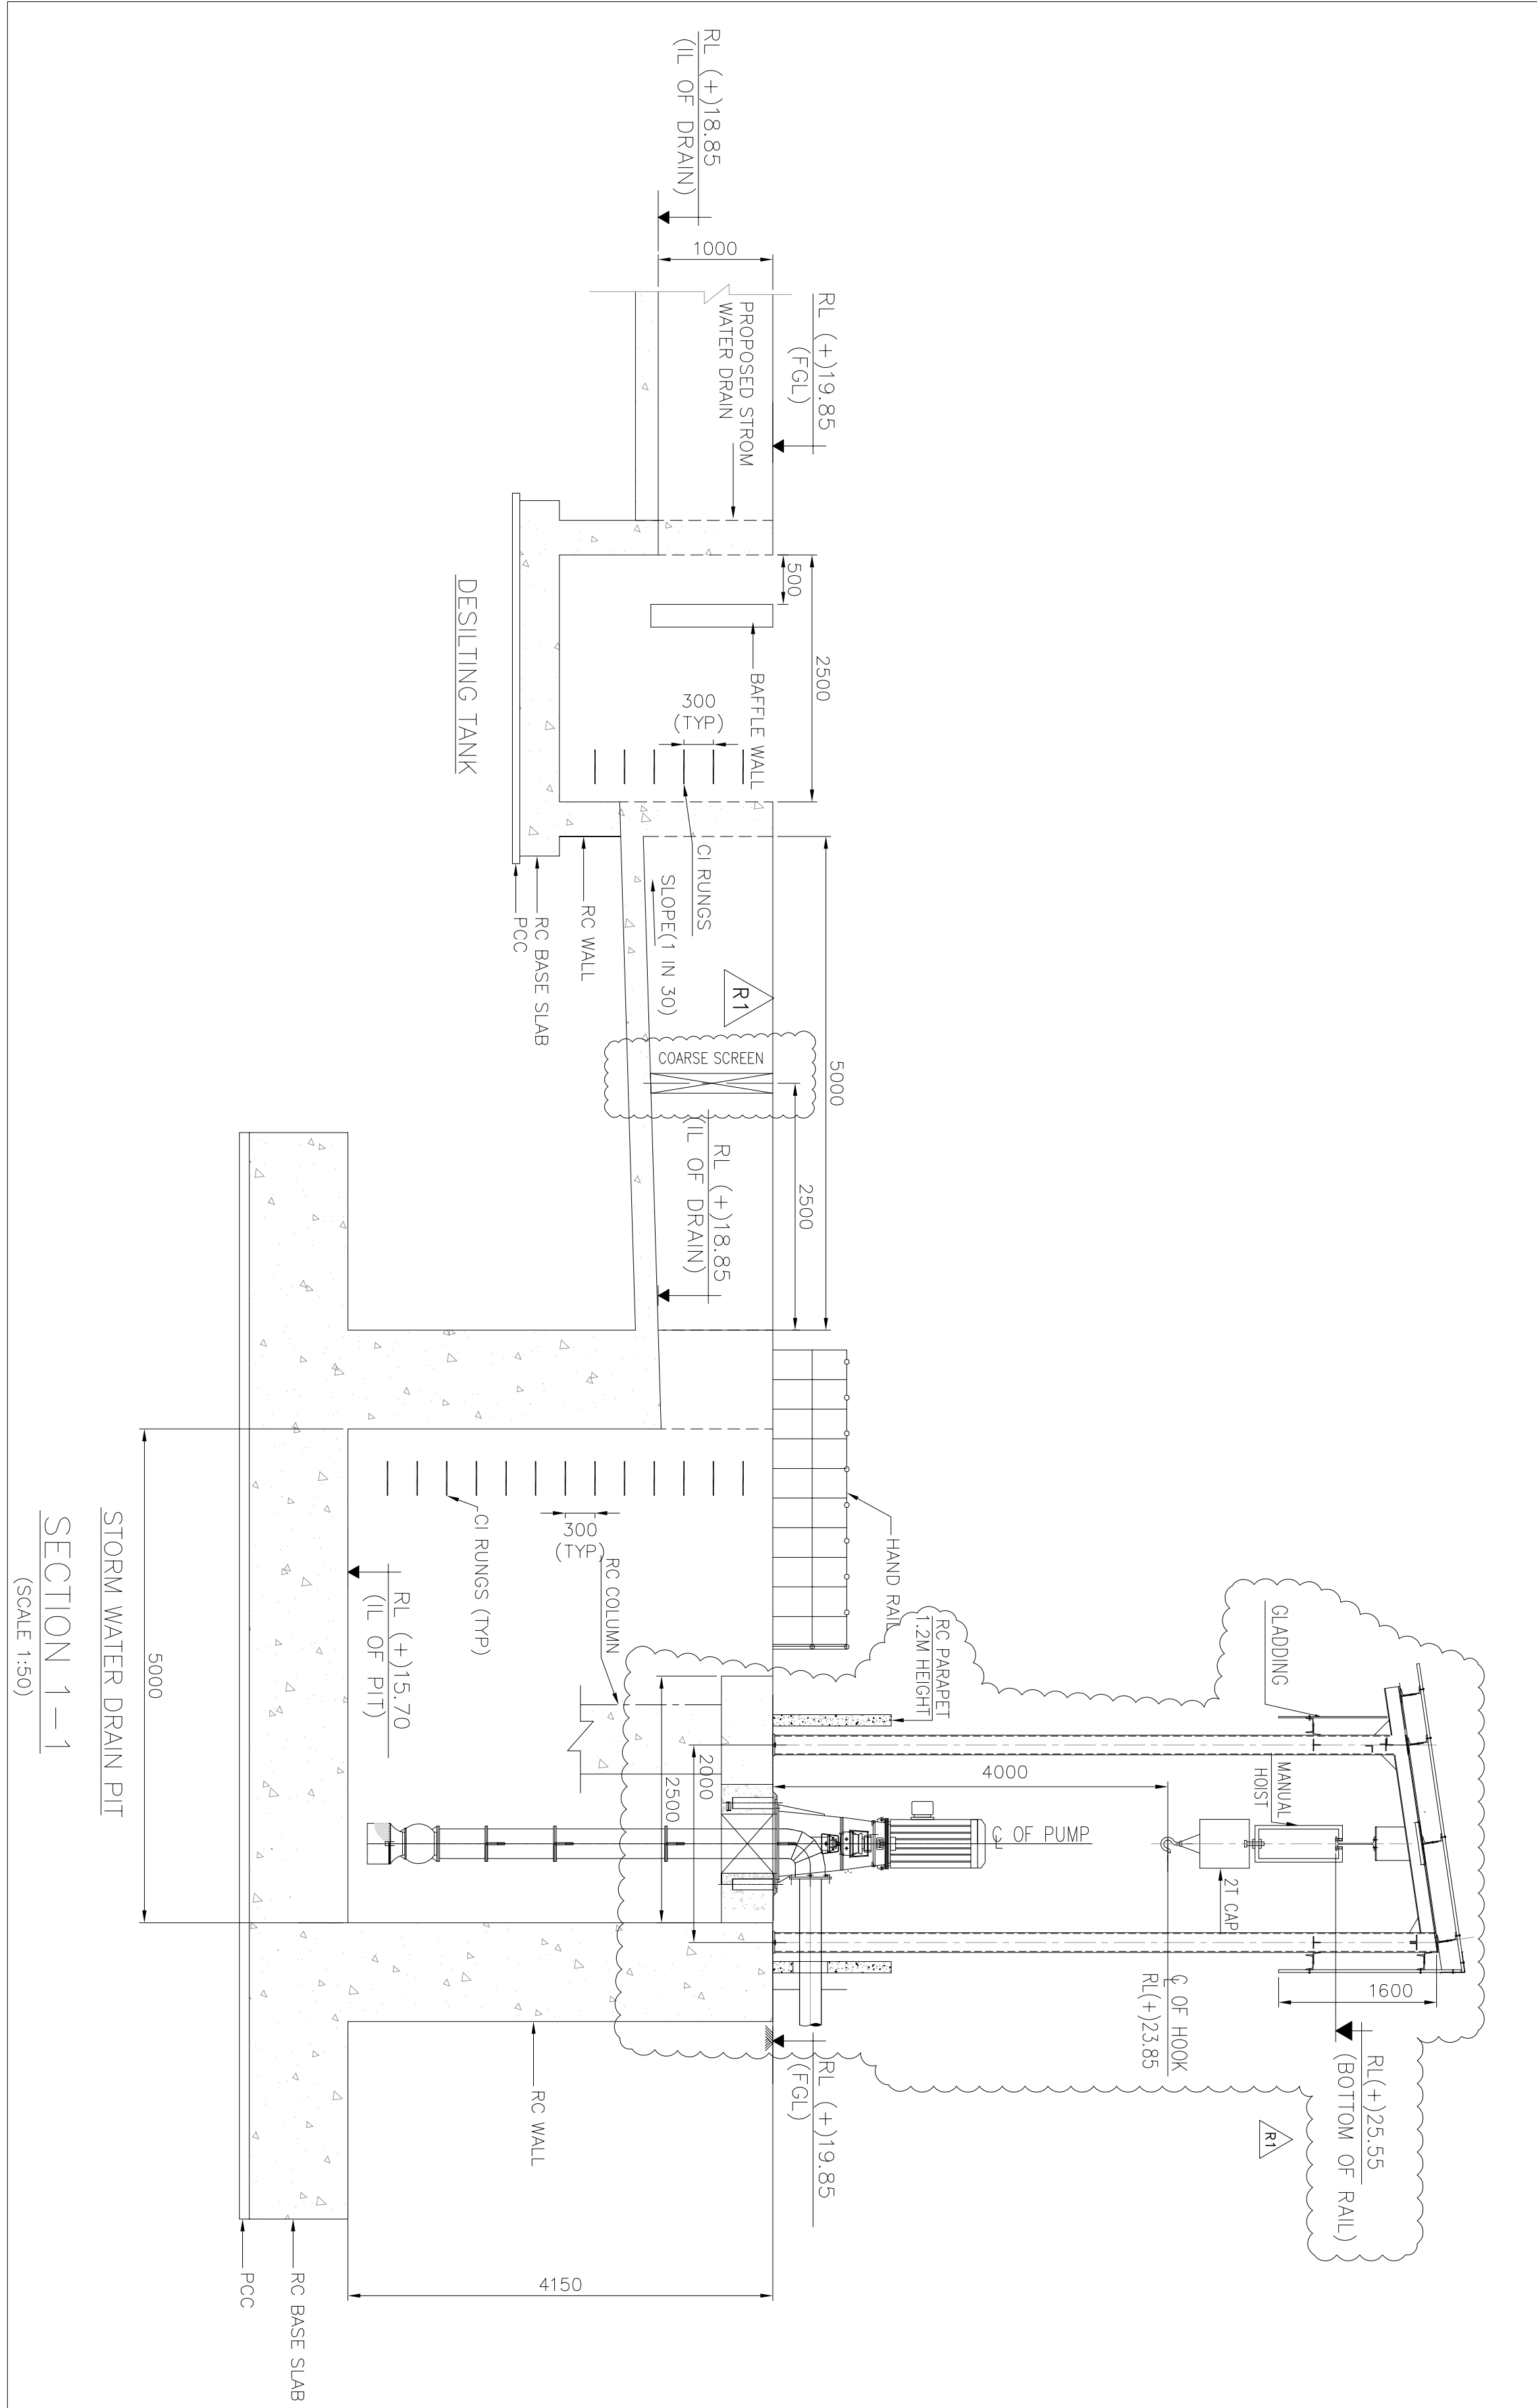 RL(+)25.55
(BOTTOM OF RAIL)
1600
GLADDING
MANUAL
HOIST
2T CAP
R1
℄ OF HOOK
RL(+)23.85
4000
℄ OF PUMP
RC PARAPET
1.2M HEIGHT
HAND RAIL
RL (+)19.85
(FGL)
RL (+)19.85
(FGL)
RL (+)18.85
(IL OF DRAIN)
1000
PROPOSED STROM
WATER DRAIN
500
2500
BAFFLE WALL
300
(TYP)
CI RUNGS
SLOPE(1 IN 30)
R1
5000
COARSE SCREEN
2500
RL (+)18.85
(IL OF DRAIN)
2000
2500
RC COLUMN
300
(TYP)
CI RUNGS (TYP)
RC WALL
RC BASE SLAB
PCC
DESILTING TANK
RL (+)15.70
(IL OF PIT)
RC WALL
4150
RC BASE SLAB
PCC
5000
STORM WATER DRAIN PIT
SECTION 1-1
(SCALE 1:50)